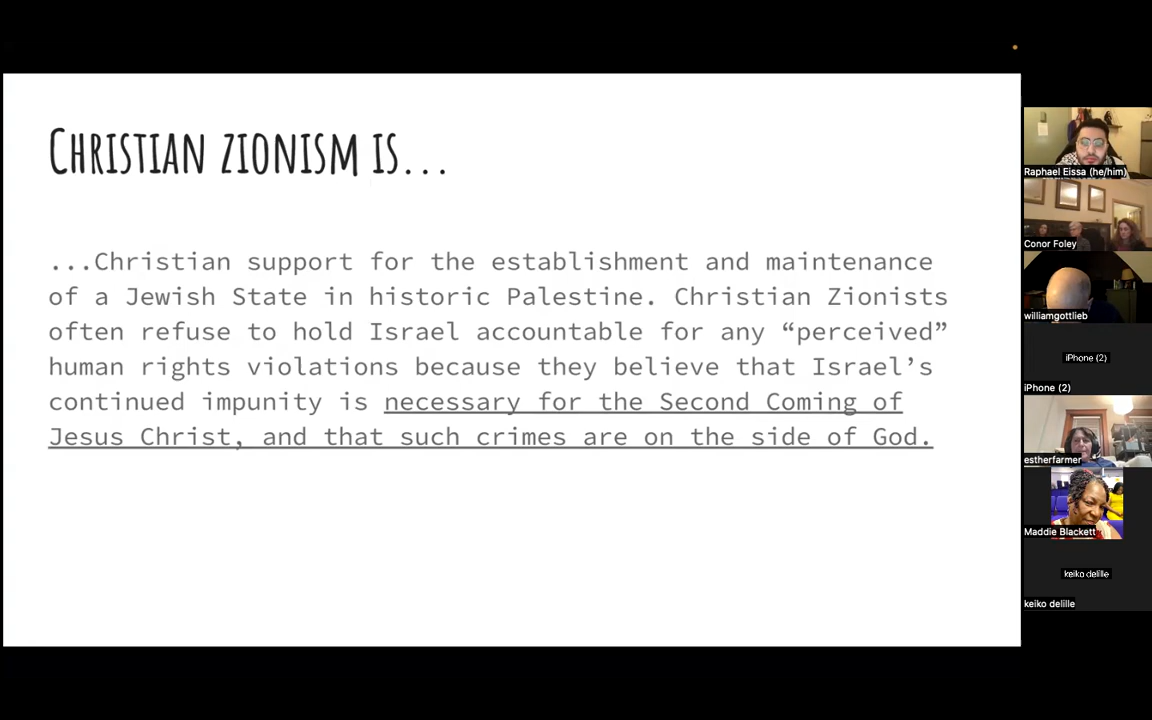 Christian zionism is...
...Christian support for the establishment and maintenance
of a Jewish State in historic Palestine. Christian Zionists
often refuse to hold Israel accountable for any “perceived”
human rights violations because they believe that Israel’s
continued impunity is necessary for the Second Coming of
Jesus Christ, and that such crimes are on the side of God.
Raphael Eissa (he/him)
Conor Foley
williamgottlieb
iPhone (2)
iPhone (2)
estherfarmer
Maddie Blackett
keiko delille
keiko delille